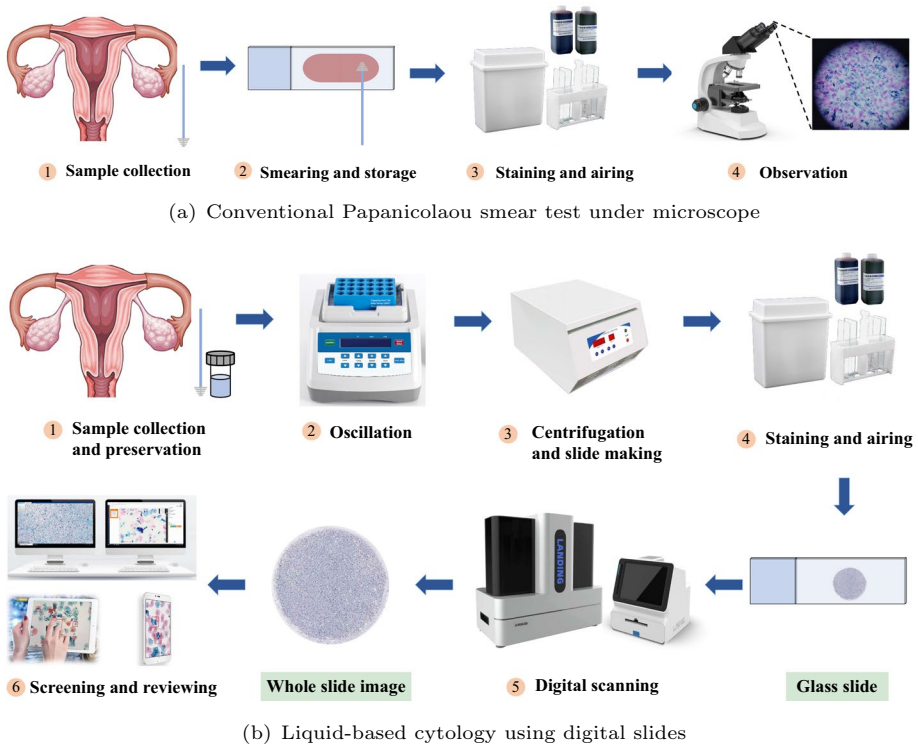 1 Sample collection
2 Smearing and storage
3 Staining and airing
4 Observation
(a) Conventional Papanicolaou smear test under microscope
1 Sample collection
and preservation
2 Oscillation
3 Centrifugation
and slide making
4 Staining and airing
LANDING
6 Screening and reviewing
Whole slide image
5 Digital scanning
Glass slide
(b) Liquid-based cytology using digital slides